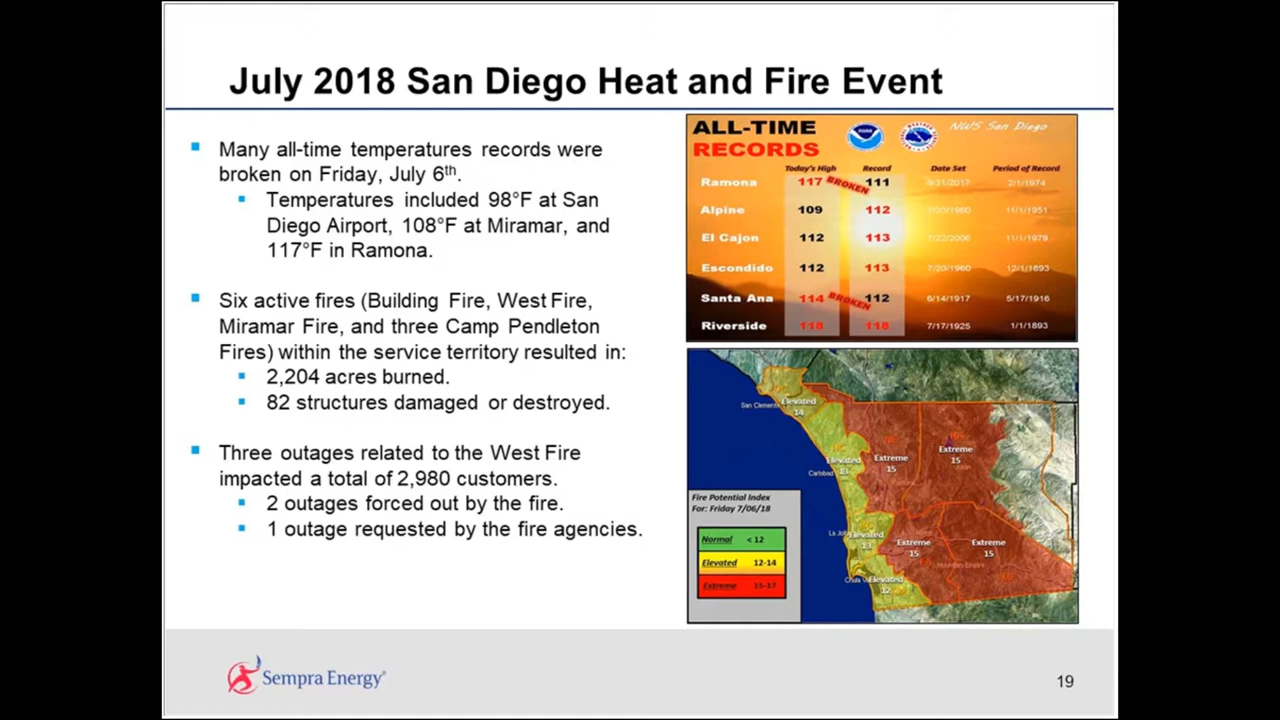 July 2018 San Diego Heat and Fire Event
Many all-time temperatures records were
broken on Friday, July 6th.
Temperatures included 98°F at San
Diego Airport, 108°F at Miramar, and
117°F in Ramona.
Six active fires (Building Fire, West Fire,
Miramar Fire, and three Camp Pendleton
Fires) within the service territory resulted in:
2,204 acres burned.
82 structures damaged or destroyed.
Three outages related to the West Fire
impacted a total of 2,980 customers.
2 outages forced out by the fire.
1 outage requested by the fire agencies.
ALL-TIME
RECORDS
NWS San Diego
Today's High Record Date Set Period of Record
Ramona 117 BROKEN 111 8/31/2017 2/1/1974
Alpine 109 112 11/1/1951
El Cajon 112 113 7/22/2006 11/1/1979
Escondido 112 113 7/20/1960 12/1/1893
Santa Ana 114 BROKEN 112 6/14/1917 5/17/1916
Riverside 118 118 7/17/1925 1/1/1893
San Clemente
Elevated
14
Elevated
13
Carlsbad
Extreme
15
Extreme
15
Elevated
13
La Jolla
Extreme
15
Extreme
15
Mountain Empire
Chula
Elevated
12
Fire Potential Index
For: Friday 7/06/18
Normal < 12
Elevated 12-14
Extreme 15-17
Sempra Energy®
19